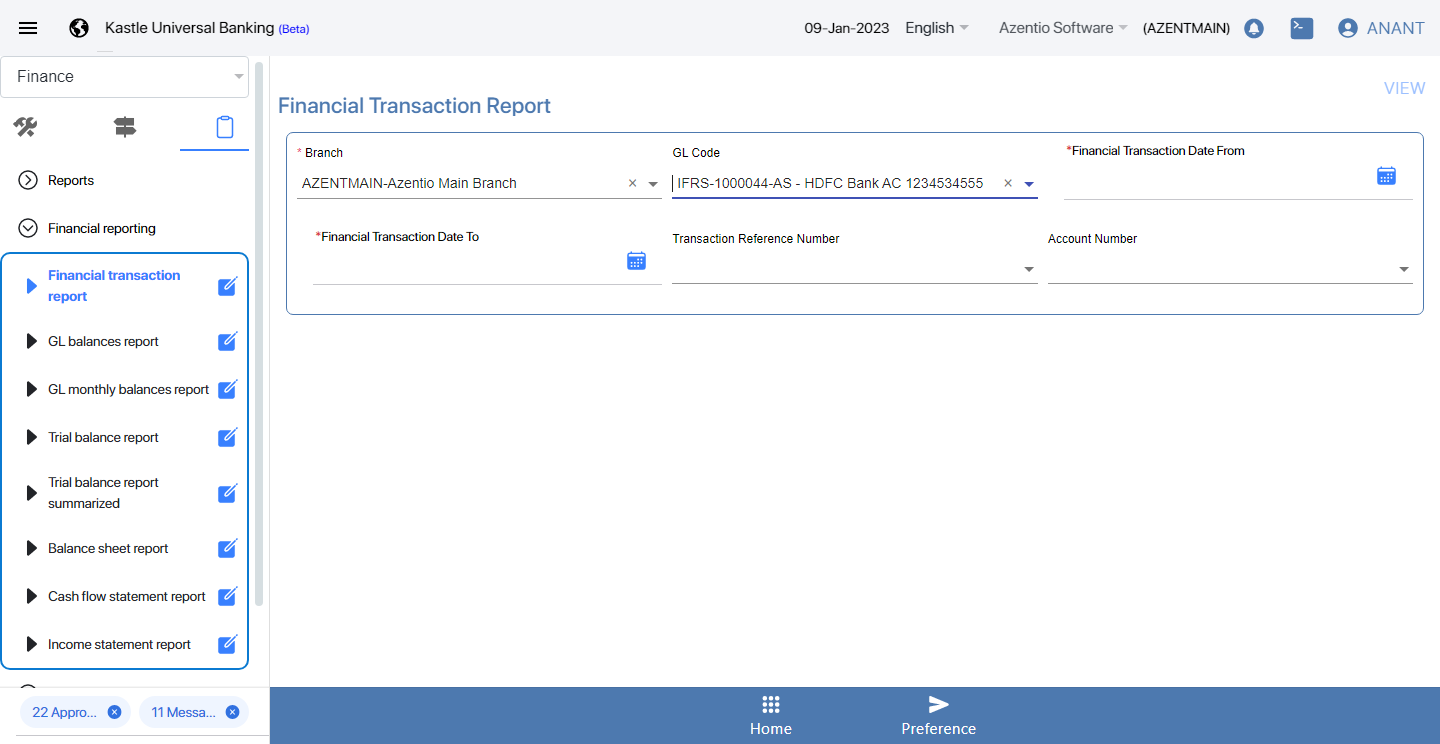 Kastle Universal Banking (Beta)
09-Jan-2023
English
Azentio Software
(AZENTMAIN)
ANANT
Finance
Reports
Financial reporting
Financial transaction
report
GL balances report
GL monthly balances report
Trial balance report
Trial balance report
summarized
Balance sheet report
Cash flow statement report
Income statement report
22 Appro...
11 Messa...
VIEW
Financial Transaction Report
* Branch
AZENTMAIN-Azentio Main Branch
GL Code
IFRS-1000044-AS - HDFC Bank AC 1234534555
*Financial Transaction Date From
*Financial Transaction Date To
Transaction Reference Number
Account Number
Home
Preference